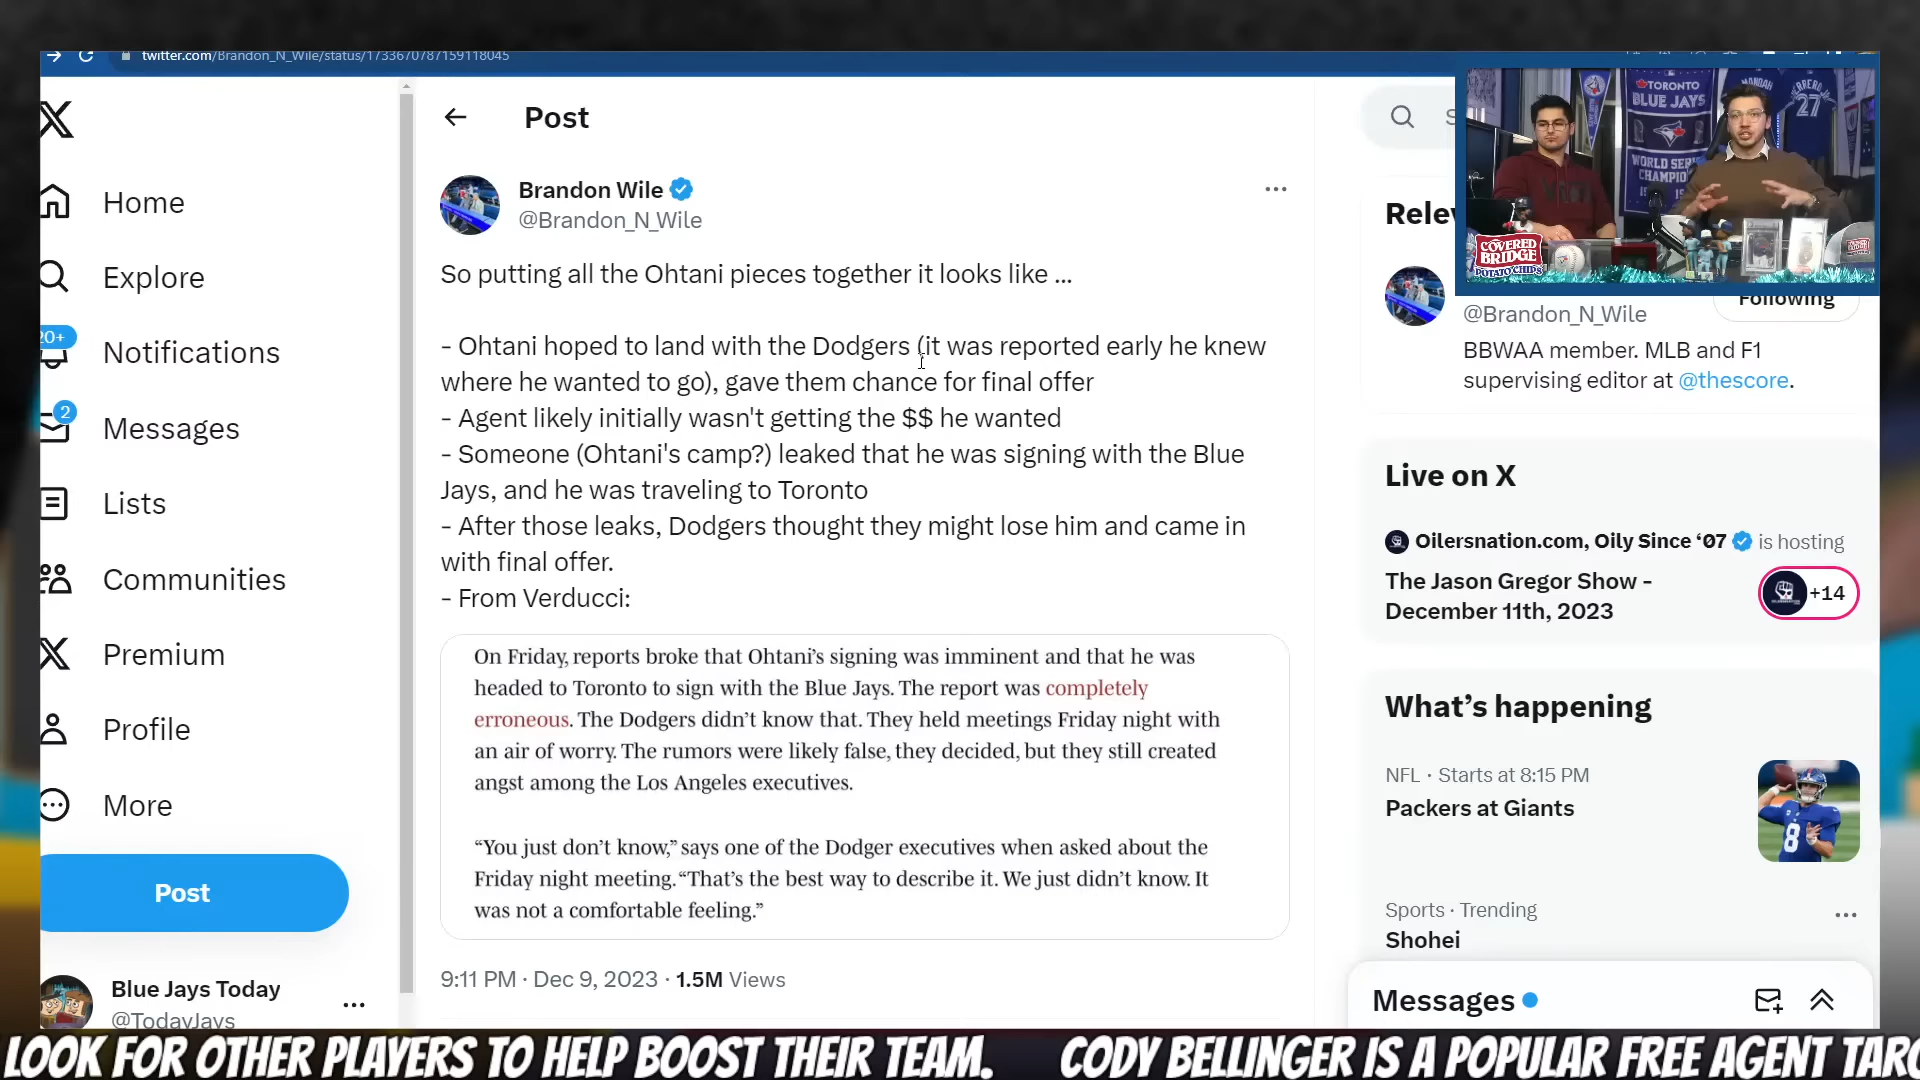 twitter.com/Brandon_N_Wile/status/1733670787159118045
Home
Explore
20+
Notifications
2
Messages
Lists
Communities
Premium
Profile
More
Post
Blue Jays Today
@TodayJays
Post
Brandon Wile
@Brandon_N_Wile
So putting all the Ohtani pieces together it looks like ...
- Ohtani hoped to land with the Dodgers (it was reported early he knew
where he wanted to go), gave them chance for final offer
- Agent likely initially wasn't getting the $$ he wanted
- Someone (Ohtani's camp?) leaked that he was signing with the Blue
Jays, and he was traveling to Toronto
- After those leaks, Dodgers thought they might lose him and came in
with final offer.
- From Verducci:
On Friday, reports broke that Ohtani’s signing was imminent and that he was
headed to Toronto to sign with the Blue Jays. The report was completely
erroneous. The Dodgers didn’t know that. They held meetings Friday night with
an air of worry. The rumors were likely false, they decided, but they still created
angst among the Los Angeles executives.
“You just don’t know,” says one of the Dodger executives when asked about the
Friday night meeting. “That’s the best way to describe it. We just didn’t know. It
was not a comfortable feeling.”
9:11 PM · Dec 9, 2023 · 1.5M Views
TORONTO
BLUE JAYS
WORLD SERIES
CHAMPIO
27
COVERED
BRIDGE
POTATO CHIPS
Following
@Brandon_N_Wile
BBWAA member. MLB and F1
supervising editor at @thescore.
Live on X
Oilersnation.com, Oily Since ‘07 is hosting
The Jason Gregor Show -
December 11th, 2023
+14
What’s happening
NFL · Starts at 8:15 PM
Packers at Giants
Sports · Trending
Shohei
Messages
LOOK FOR OTHER PLAYERS TO HELP BOOST THEIR TEAM. CODY BELLINGER IS A POPULAR FREE AGENT TARG